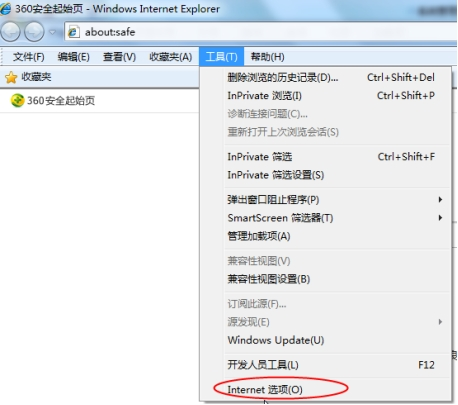 360安全起始页 - Windows Internet Explorer
about:safe
文件(F) 编辑(E) 查看(V) 收藏夹(A) 工具(T) 帮助(H)
收藏夹
360安全起始页
删除浏览的历史记录(D)... Ctrl+Shift+Del
InPrivate 浏览(I) Ctrl+Shift+P
诊断连接问题(C)...
重新打开上次浏览会话(S)
InPrivate 筛选 Ctrl+Shift+F
InPrivate 筛选设置(S)
弹出窗口阻止程序(P)
SmartScreen 筛选器(T)
管理加载项(A)
兼容性视图(V)
兼容性视图设置(B)
订阅此源(F)...
源发现(E)
Windows Update(U)
开发人员工具(L) F12
Internet 选项(O)